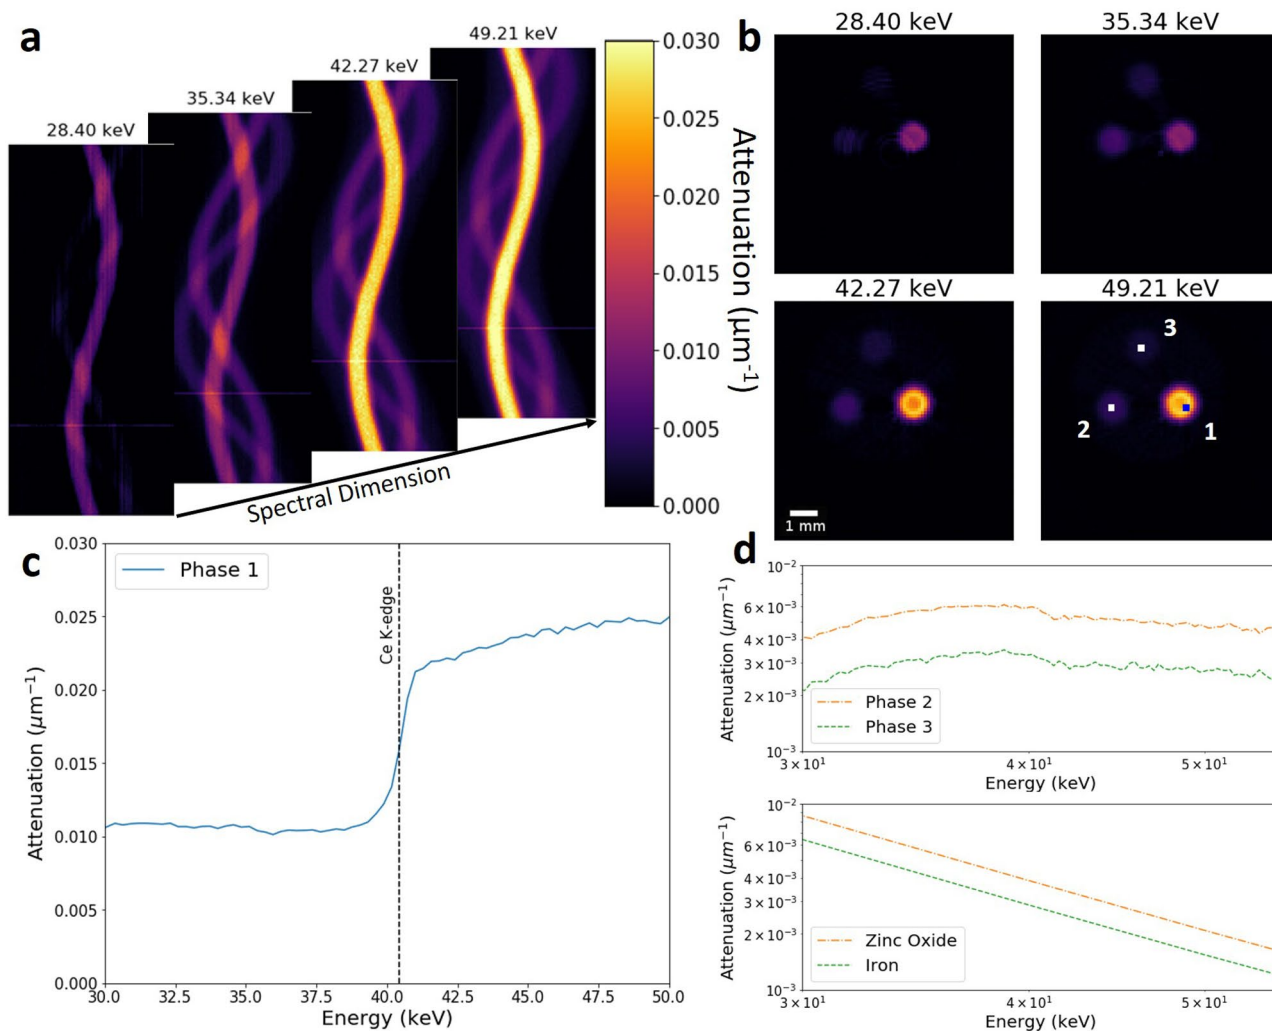 a
28.40 keV
35.34 keV
42.27 keV
49.21 keV
Spectral Dimension
0.030
0.025
0.020
0.015
0.010
0.005
0.000
Attenuation (μm⁻¹)
b
28.40 keV
35.34 keV
42.27 keV
49.21 keV
3
2
1
1 mm
c
0.030
0.025
0.020
0.015
0.010
0.005
0.000
Attenuation (μm⁻¹)
Phase 1
Ce K-edge
30.0 32.5 35.0 37.5 40.0 42.5 45.0 47.5 50.0
Energy (keV)
d
10⁻²
6 × 10⁻³
4 × 10⁻³
3 × 10⁻³
2 × 10⁻³
10⁻³
Attenuation (μm⁻¹)
Phase 2
Phase 3
3 × 10¹ 4 × 10¹ 5 × 10¹
Energy (keV)
10⁻²
6 × 10⁻³
4 × 10⁻³
3 × 10⁻³
2 × 10⁻³
10⁻³
Attenuation (μm⁻¹)
Zinc Oxide
Iron
3 × 10¹ 4 × 10¹ 5 × 10¹
Energy (keV)